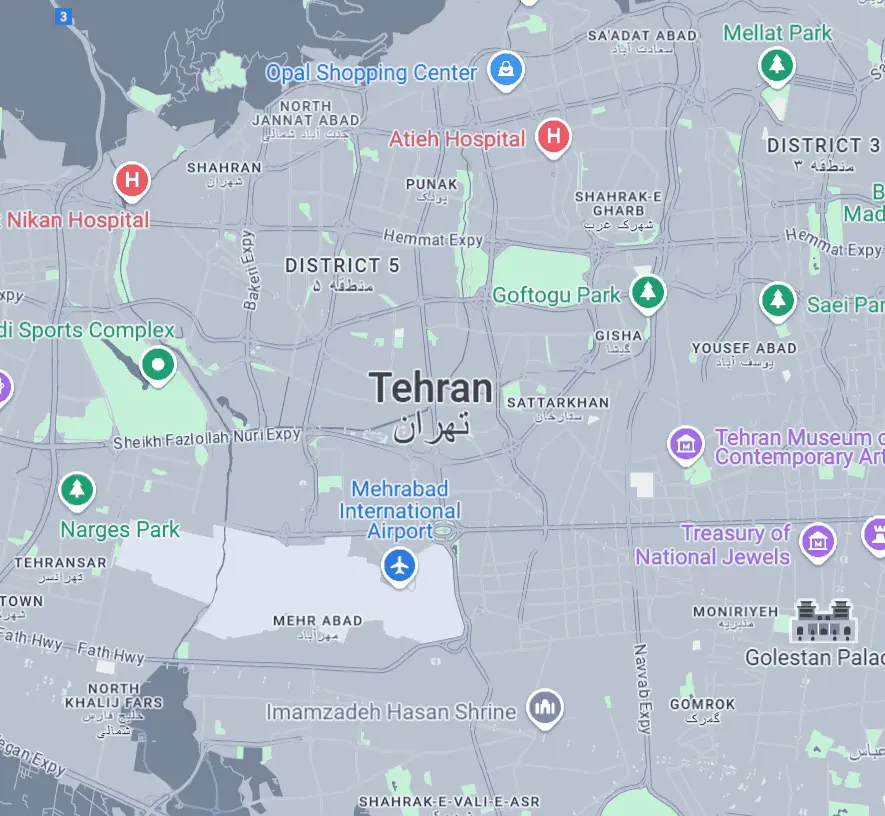 3
SA'ADAT ABAD
سعادت آباد
Mellat Park
Opal Shopping Center
NORTH
JANNAT ABAD
جنت آباد شمالی
Atieh Hospital
DISTRICT 3
منطقه ۳
SHAHRAN
شهران
PUNAK
پونک
H
H
SHAHRAK-E
GHARB
شهرک غرب
Nikan Hospital
Mad
Hemmat Expy
Hemmat Expy
Bakeri Expy
DISTRICT 5
منطقه ۵
xpy
Goftogu Park
Saei Par
di Sports Complex
GISHA
گیشا
YOUSEF ABAD
یوسف آباد
Tehran
تهران
SATTARKHAN
ستارخان
Sheikh Fazlollah Nuri Expy
Tehran Museum o
Contemporary Art
Mehrabad
International
Airport
Narges Park
Treasury of
National Jewels
TEHRANSAR
تهرانسر
TOWN
شهر
MEHR ABAD
مهرآباد
MONIRIYEH
منیریه
Fath Hwy
Fath Hwy
Golestan Palac
NORTH
KHALIJ FARS
خلیج فارس
شمالی
Navvab Expy
GOMROK
گمرک
Imamzadeh Hasan Shrine
egan Expy
عباس
SHAHRAK-E-VALI-E-ASR